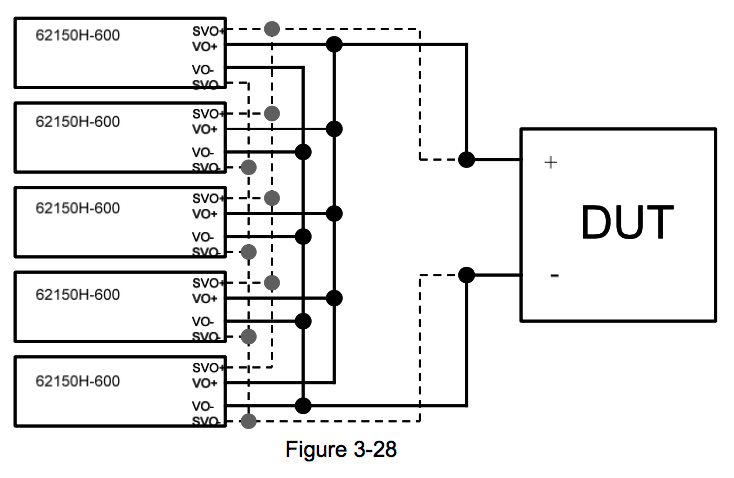 62150H-600
SVO+
VO+
VO-
SVO-
62150H-600
SVO+
VO+
VO-
SVO-
62150H-600
SVO+
VO+
VO-
SVO-
62150H-600
SVO+
VO+
VO-
SVO-
62150H-600
SVO+
VO+
VO-
SVO-
+
DUT
-
Figure 3-28